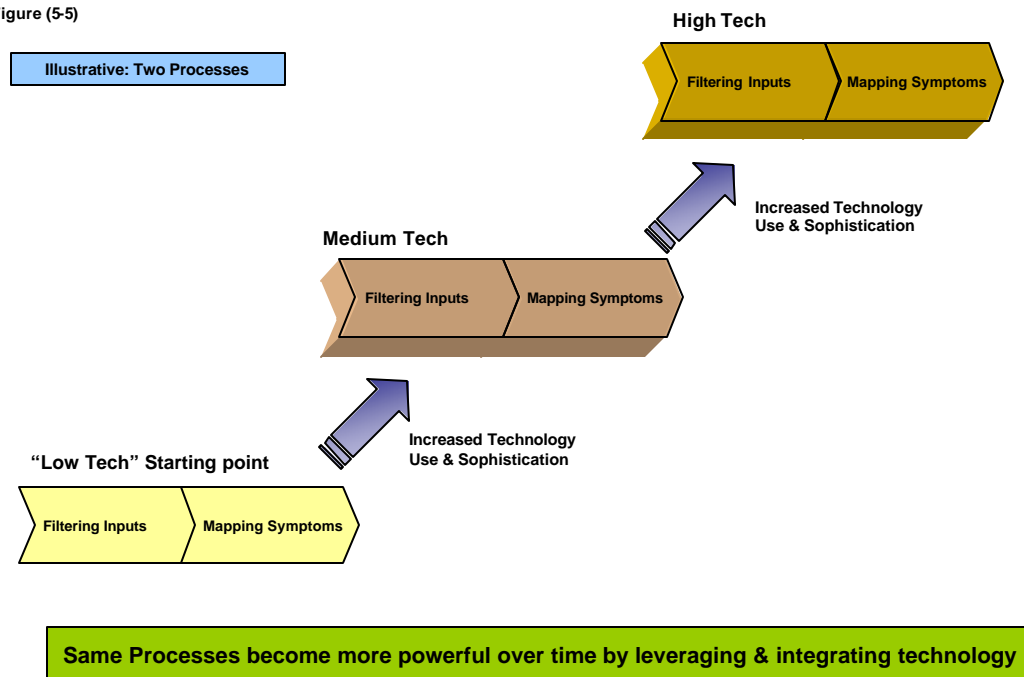 igure (5-5)
High Tech
Illustrative: Two Processes
Filtering Inputs
Mapping Symptoms
Increased Technology
Use & Sophistication
Medium Tech
Filtering Inputs
Mapping Symptoms
Increased Technology
Use & Sophistication
“Low Tech” Starting point
Filtering Inputs
Mapping Symptoms
Same Processes become more powerful over time by leveraging & integrating technology